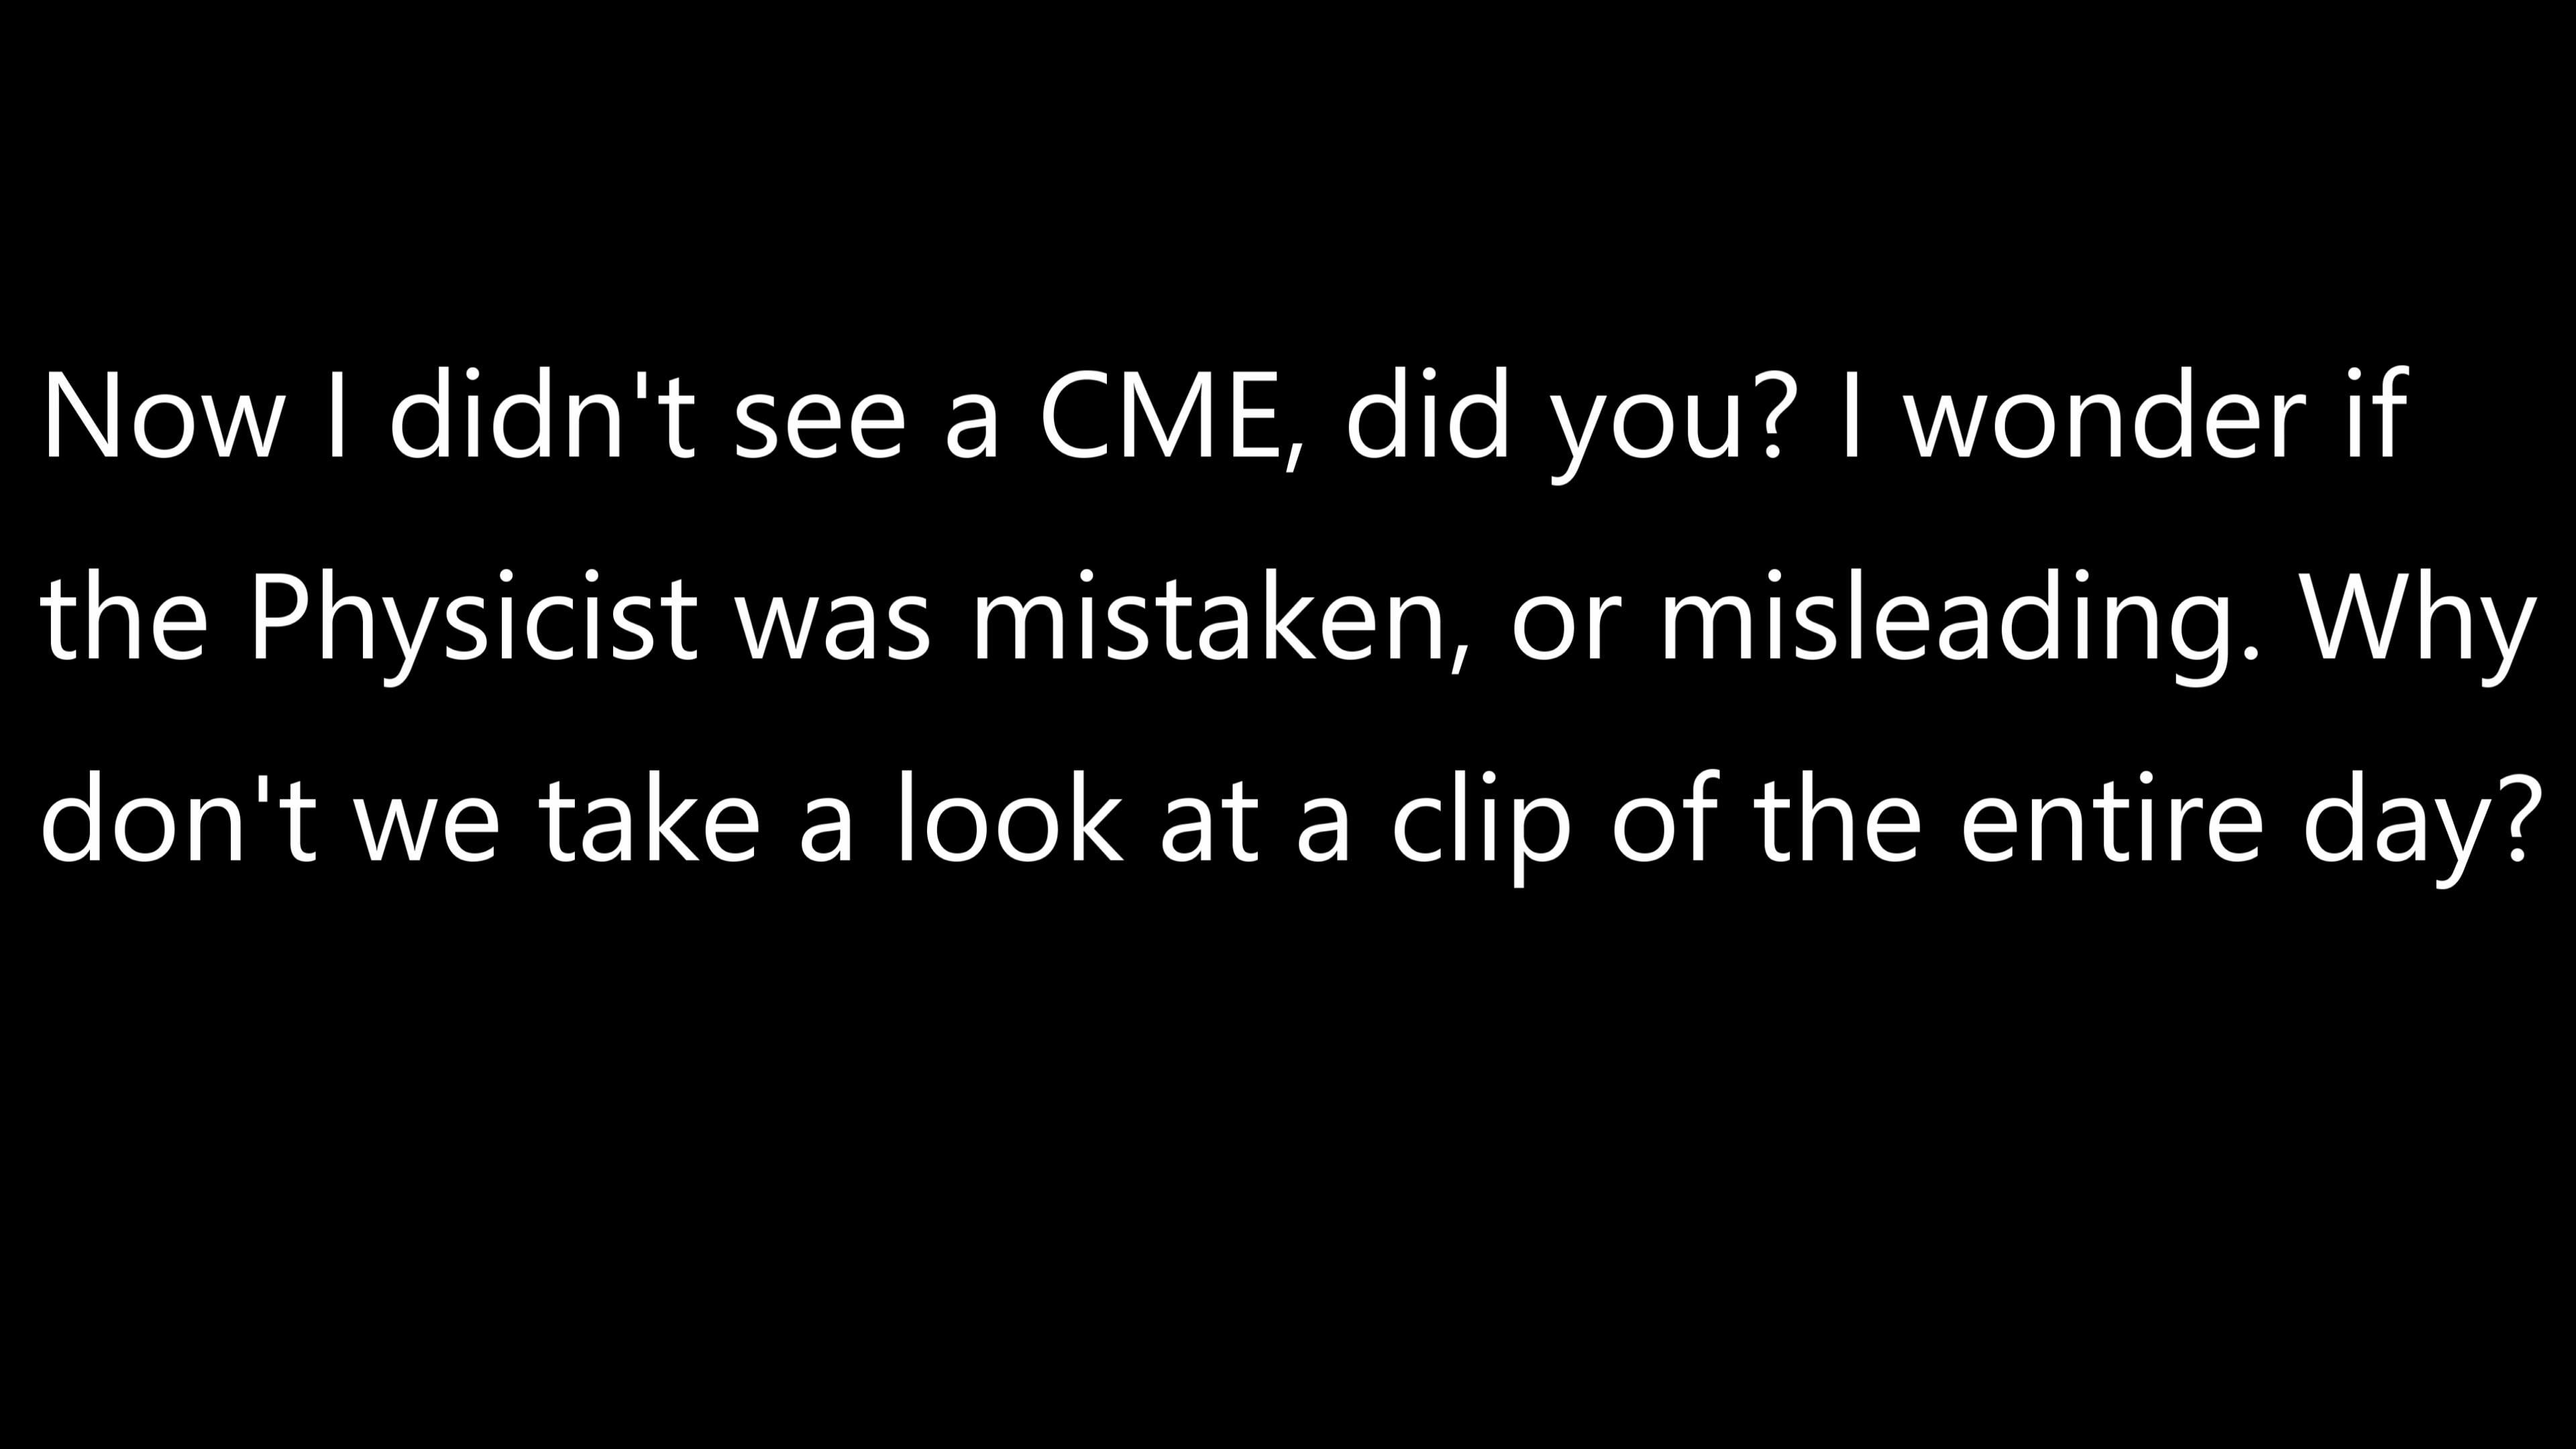 Now I didn't see a CME, did you? I wonder if
the Physicist was mistaken, or misleading. Why
don't we take a look at a clip of the entire day?